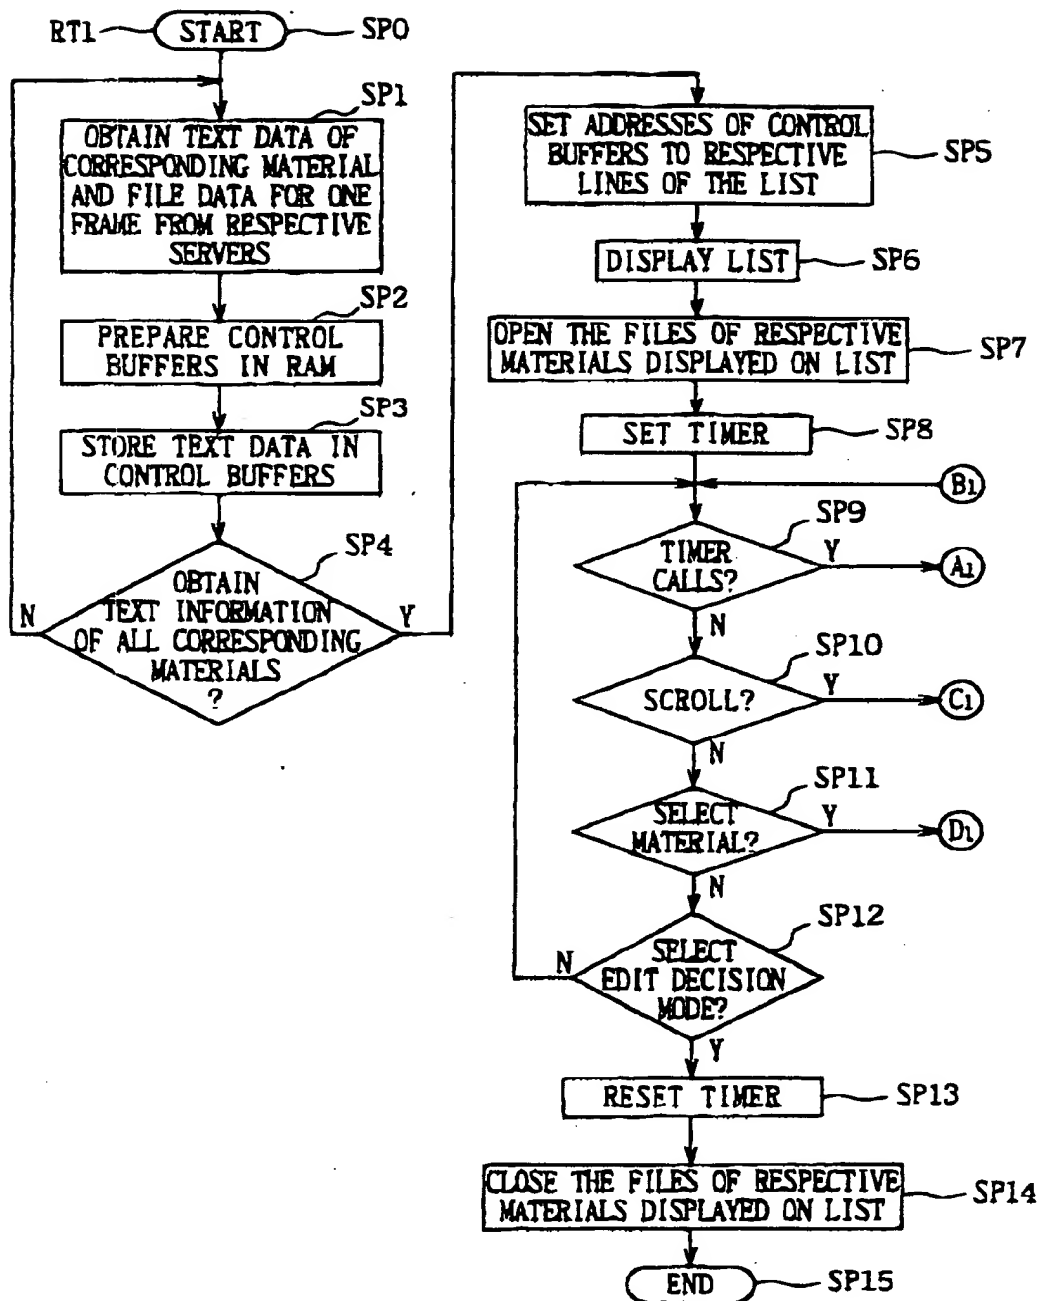 RT1
START
SP0
SP1
OBTAIN TEXT DATA OF
CORRESPONDING MATERIAL
AND FILE DATA FOR ONE
FRAME FROM RESPECTIVE
SERVERS
SP2
PREPARE CONTROL
BUFFERS IN RAM
SP3
STORE TEXT DATA IN
CONTROL BUFFERS
SP4
OBTAIN
TEXT INFORMATION
OF ALL CORRESPONDING
MATERIALS
?
N
Y
SET ADDRESSES OF CONTROL
BUFFERS TO RESPECTIVE
LINES OF THE LIST
SP5
DISPLAY LIST
SP6
OPEN THE FILES OF RESPECTIVE
MATERIALS DISPLAYED ON LIST
SP7
SET TIMER
SP8
B1
SP9
TIMER
CALLS?
Y
A1
N
SP10
SCROLL?
Y
C1
N
SP11
SELECT
MATERIAL?
Y
D1
N
SP12
SELECT
EDIT DECISION
MODE?
N
Y
RESET TIMER
SP13
CLOSE THE FILES OF RESPECTIVE
MATERIALS DISPLAYED ON LIST
SP14
END
SP15